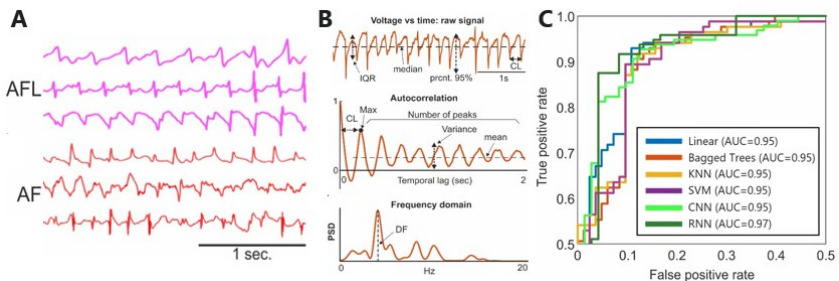 A
AFL
AF
1 sec.
B
Voltage vs time: raw signal
IQR
median
prcnt. 95%
CL
1s
Autocorrelation
1
CL
Max
Number of peaks
Variance
mean
0
0
Temporal lag (sec)
2
Frequency domain
PSD
DF
0
Hz
20
C
1.0
0.9
0.8
0.7
0.6
0.5
True positive rate
Linear (AUC=0.95)
Bagged Trees (AUC=0.95)
KNN (AUC=0.95)
SVM (AUC=0.95)
CNN (AUC=0.95)
RNN (AUC=0.97)
0 0.1 0.2 0.3 0.4 0.5
False positive rate